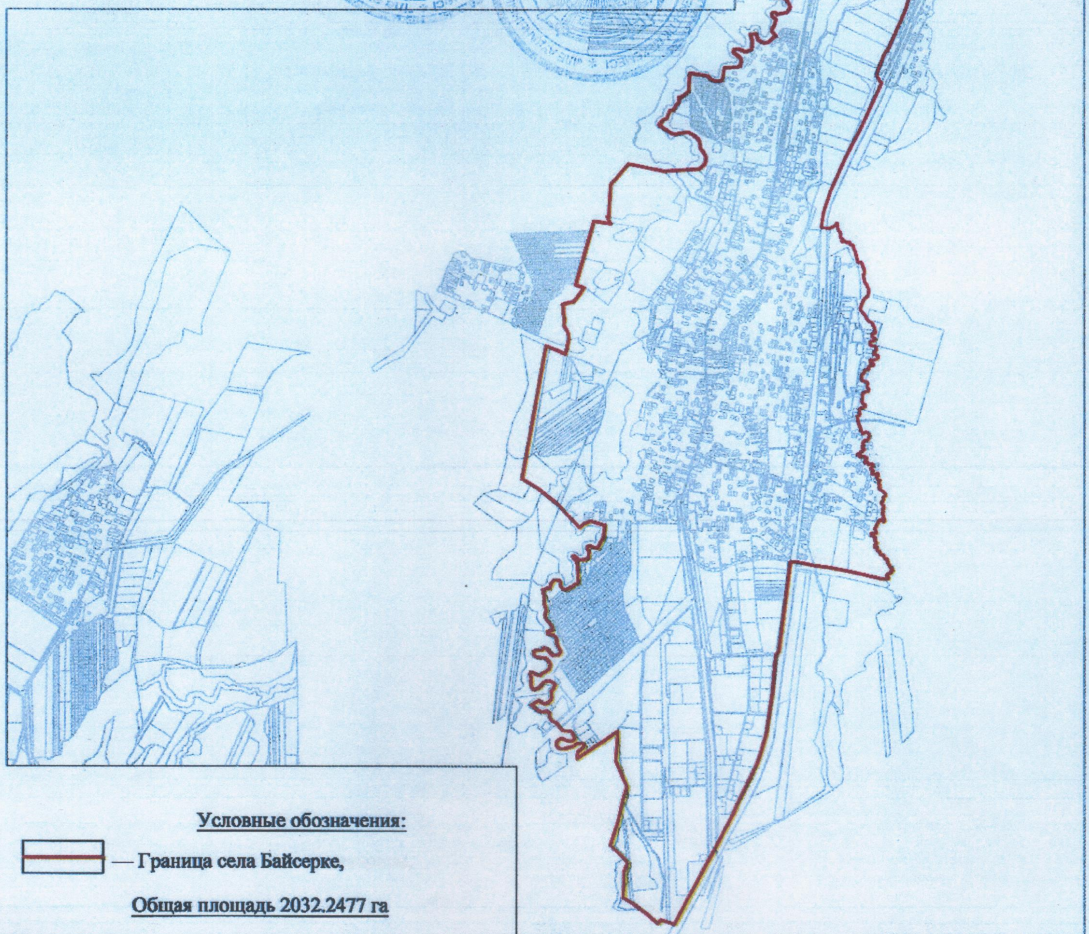 Условные обозначения:
— Граница села Байсерке,
Общая площадь 2032.2477 га